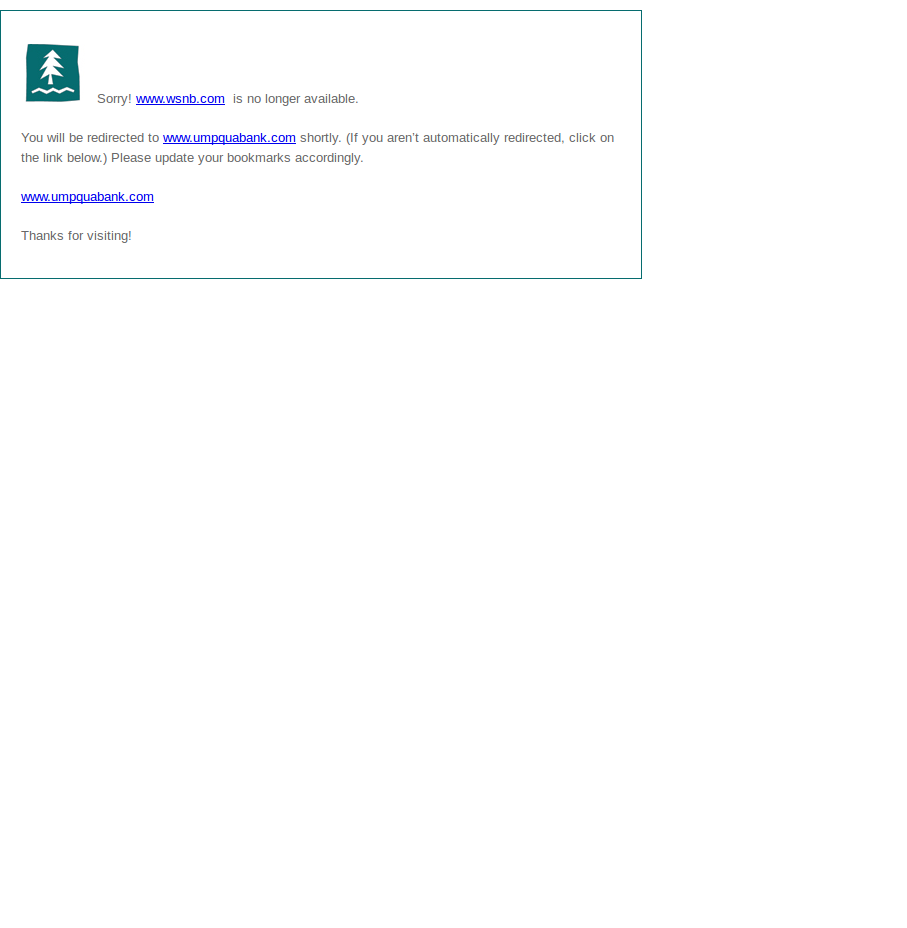 Sorry! www.wsnb.com  is no longer available.
You will be redirected to www.umpquabank.com shortly. (If you aren't automatically redirected, click on
the link below.) Please update your bookmarks accordingly.
www.umpquabank.com
Thanks for visiting!